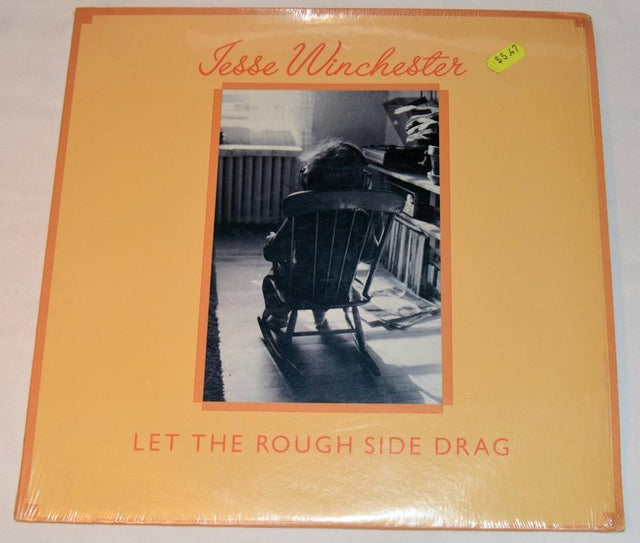 Jesse Winchester
$5.47
LET THE ROUGH SIDE DRAG